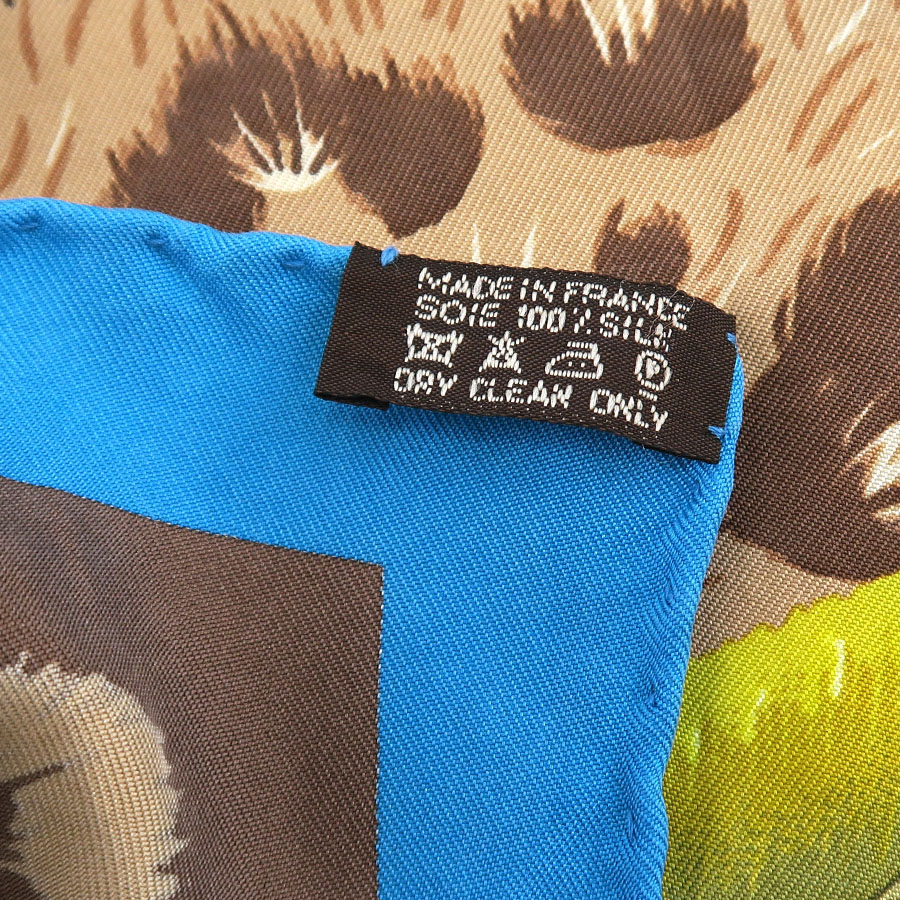 MADE IN FRANCE
SOIE 100 % SILK
P
DRY CLEAN ONLY